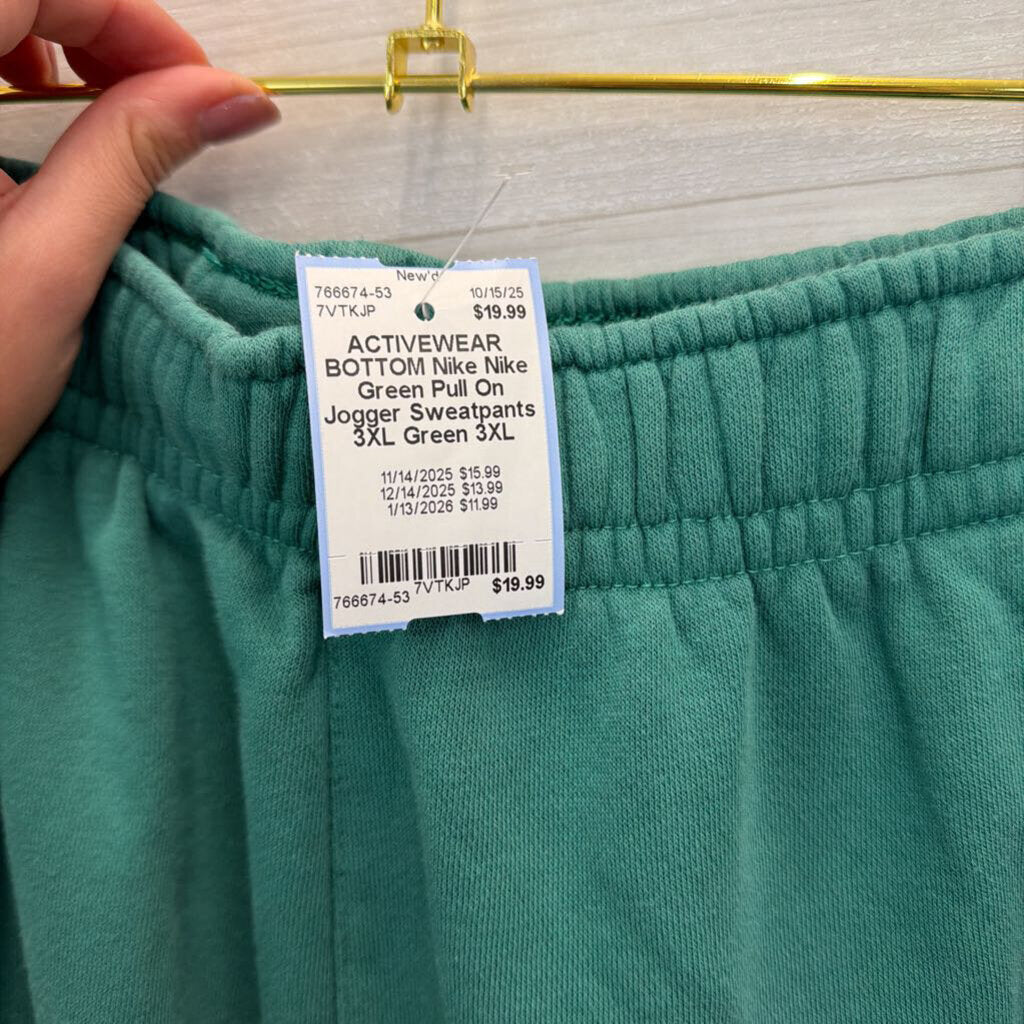 New'd
766674-53 10/15/25
7VTKJP $19.99
ACTIVEWEAR
BOTTOM Nike Nike
Green Pull On
Jogger Sweatpants
3XL Green 3XL
11/14/2025 $15.99
12/14/2025 $13.99
1/13/2026 $11.99
766674-53 7VTKJP $19.99